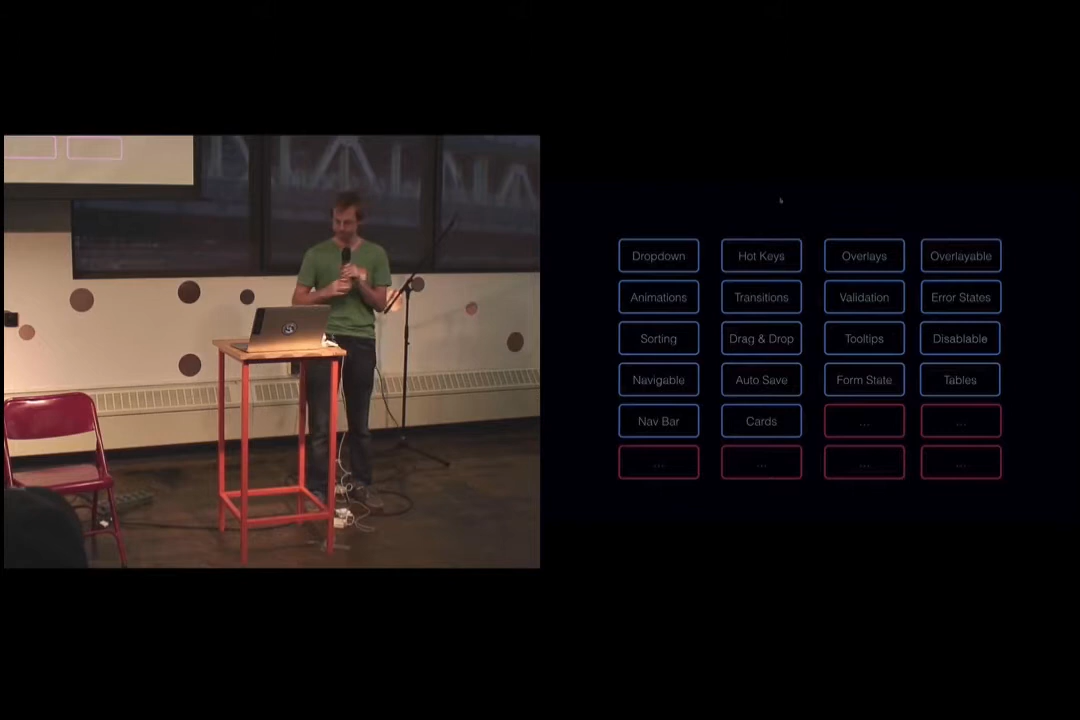 Dropdown Hot Keys Overlays Overlayable
Animations Transitions Validation Error States
Sorting Drag & Drop Tooltips Disablable
Navigable Auto Save Form State Tables
Nav Bar Cards ... ...
... ... ... ...